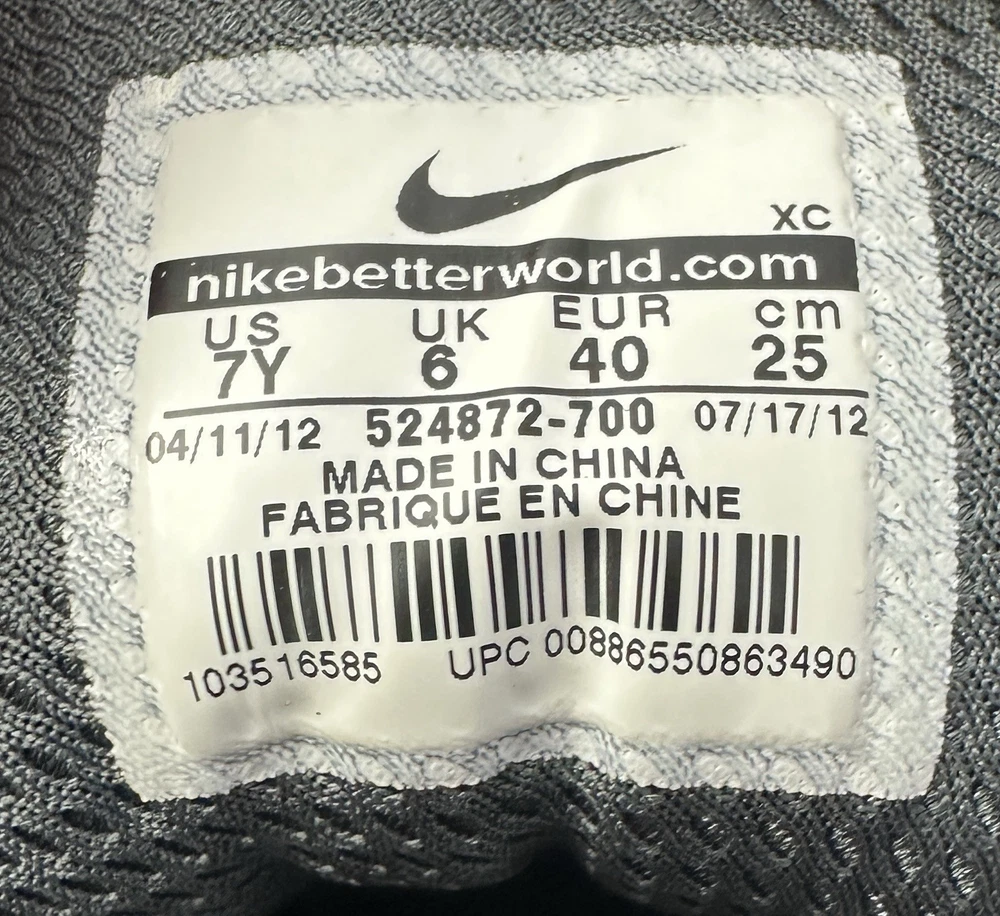 XC
nikebetterworld.com
US UK EUR cm
7Y 6 40 25
04/11/12 524872-700 07/17/12
MADE IN CHINA
FABRIQUE EN CHINE
103516585 UPC 00886550863490